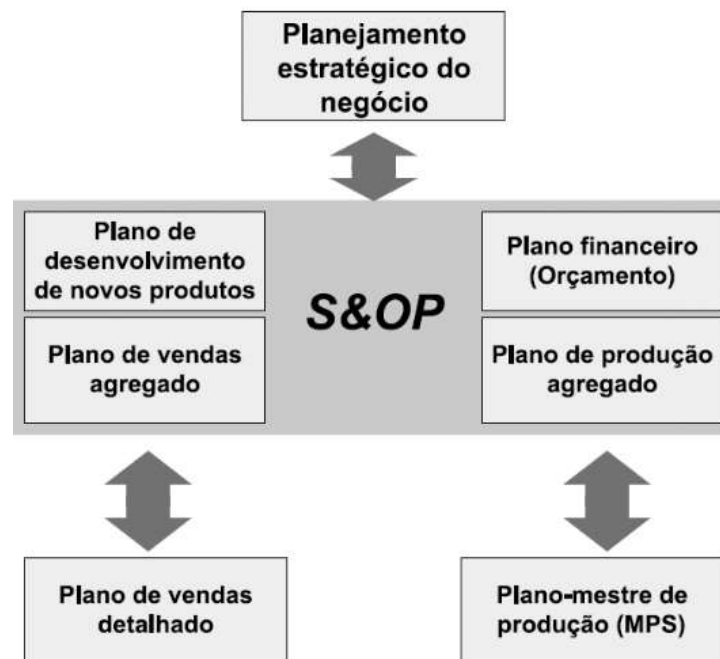 Planejamento
estratégico do
negócio
Plano de
desenvolvimento
de novos produtos
Plano financeiro
(Orçamento)
S&OP
Plano de vendas
agregado
Plano de produção
agregado
Plano de vendas
detalhado
Plano-mestre de
produção (MPS)